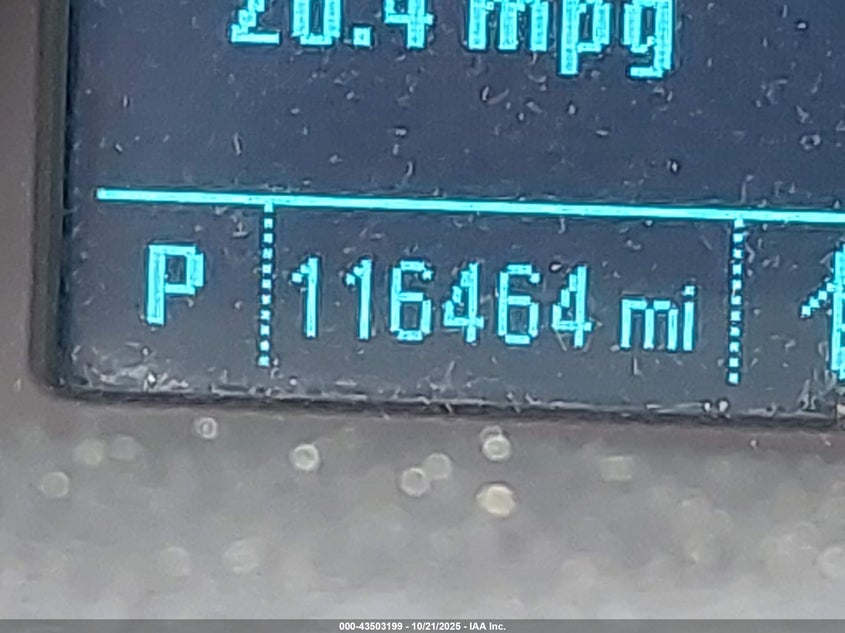 20.4 mpg
P 116464 mi
000-43503199 - 10/21/2025 - IAA Inc.